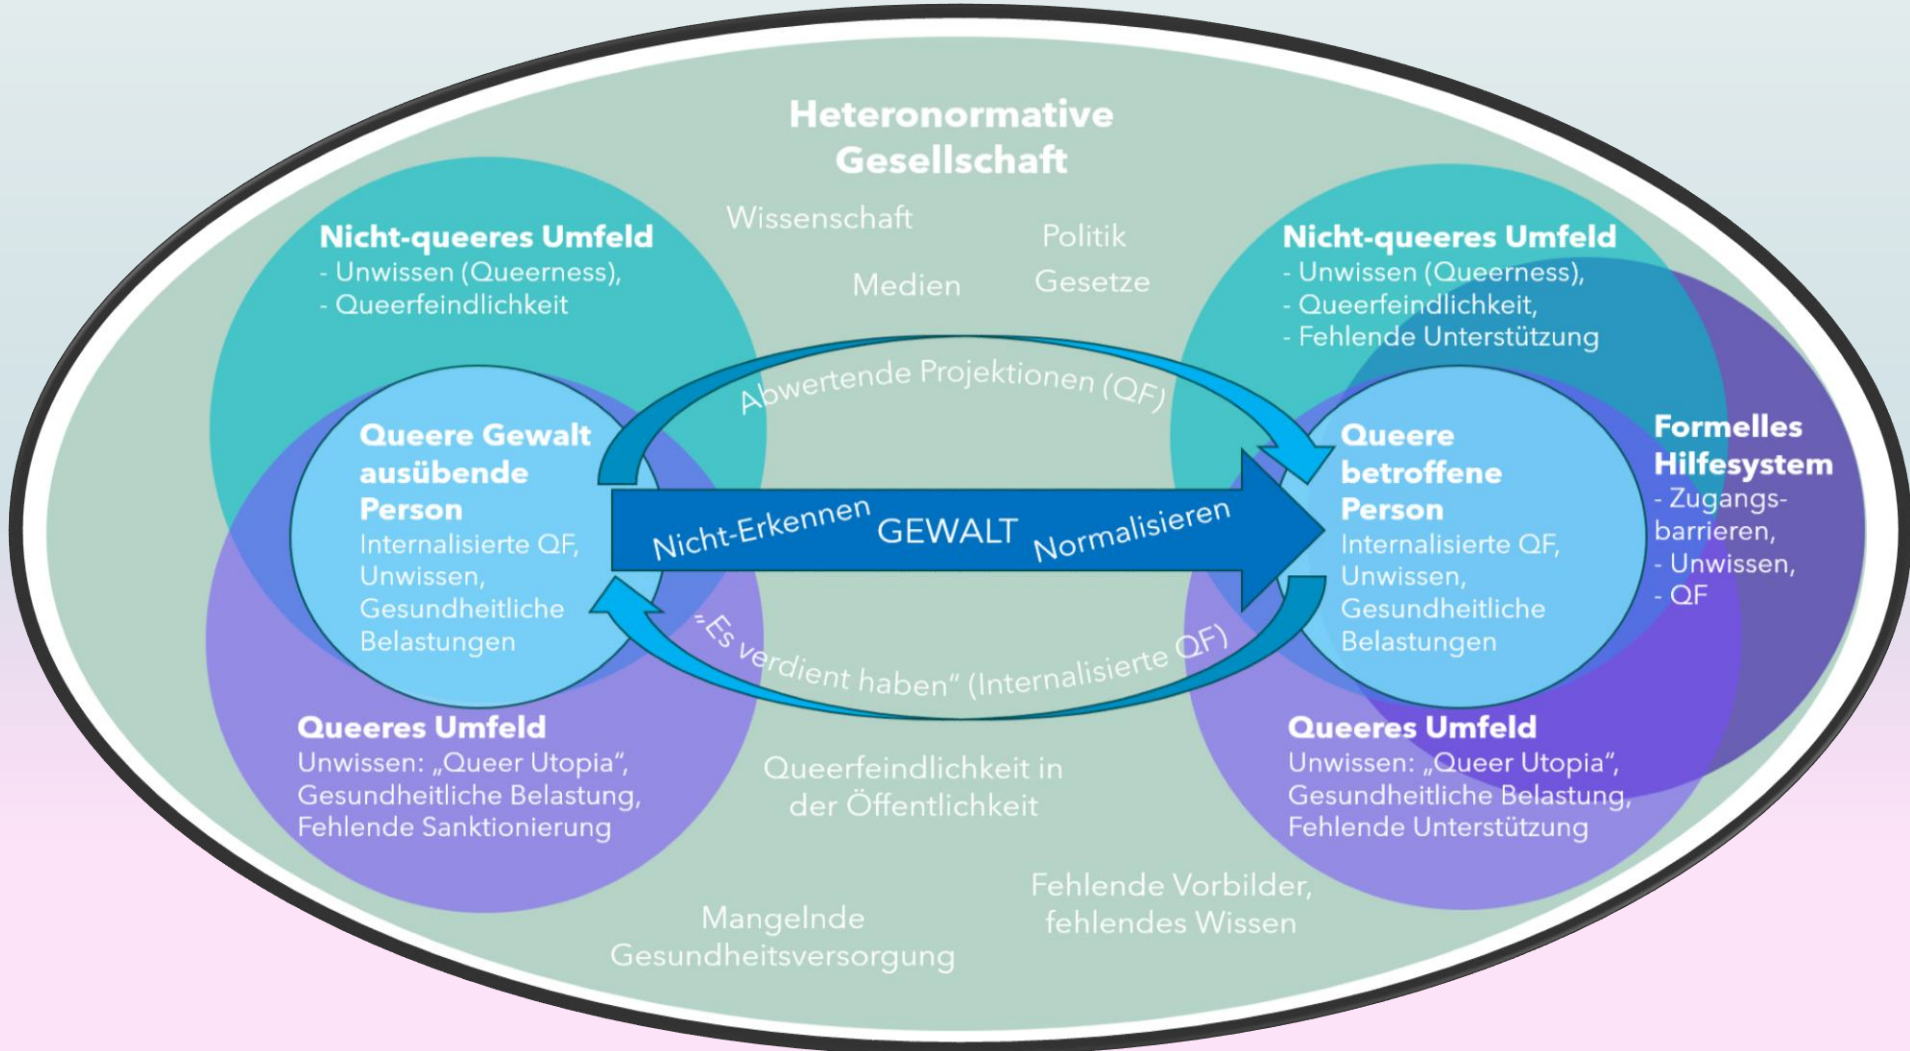 Heteronormative
Gesellschaft
Wissenschaft
Politik
Medien
Gesetze
Nicht-queeres Umfeld
- Unwissen (Queerness),
- Queerfeindlichkeit
Nicht-queeres Umfeld
- Unwissen (Queerness),
- Queerfeindlichkeit,
- Fehlende Unterstützung
Abwertende Projektionen (QF)
Queere Gewalt
ausübende
Person
Internalisierte QF,
Unwissen,
Gesundheitliche
Belastungen
Nicht-Erkennen GEWALT Normalisieren
Queere
betroffene
Person
Internalisierte QF,
Unwissen,
Gesundheitliche
Belastungen
Formelles
Hilfesystem
- Zugangs-
barrieren,
- Unwissen,
- QF
„Es verdient haben“ (Internalisierte QF)
Queeres Umfeld
Unwissen: „Queer Utopia“,
Gesundheitliche Belastung,
Fehlende Sanktionierung
Queeres Umfeld
Unwissen: „Queer Utopia“,
Gesundheitliche Belastung,
Fehlende Unterstützung
Queerfeindlichkeit in
der Öffentlichkeit
Fehlende Vorbilder,
fehlendes Wissen
Mangelnde
Gesundheitsversorgung